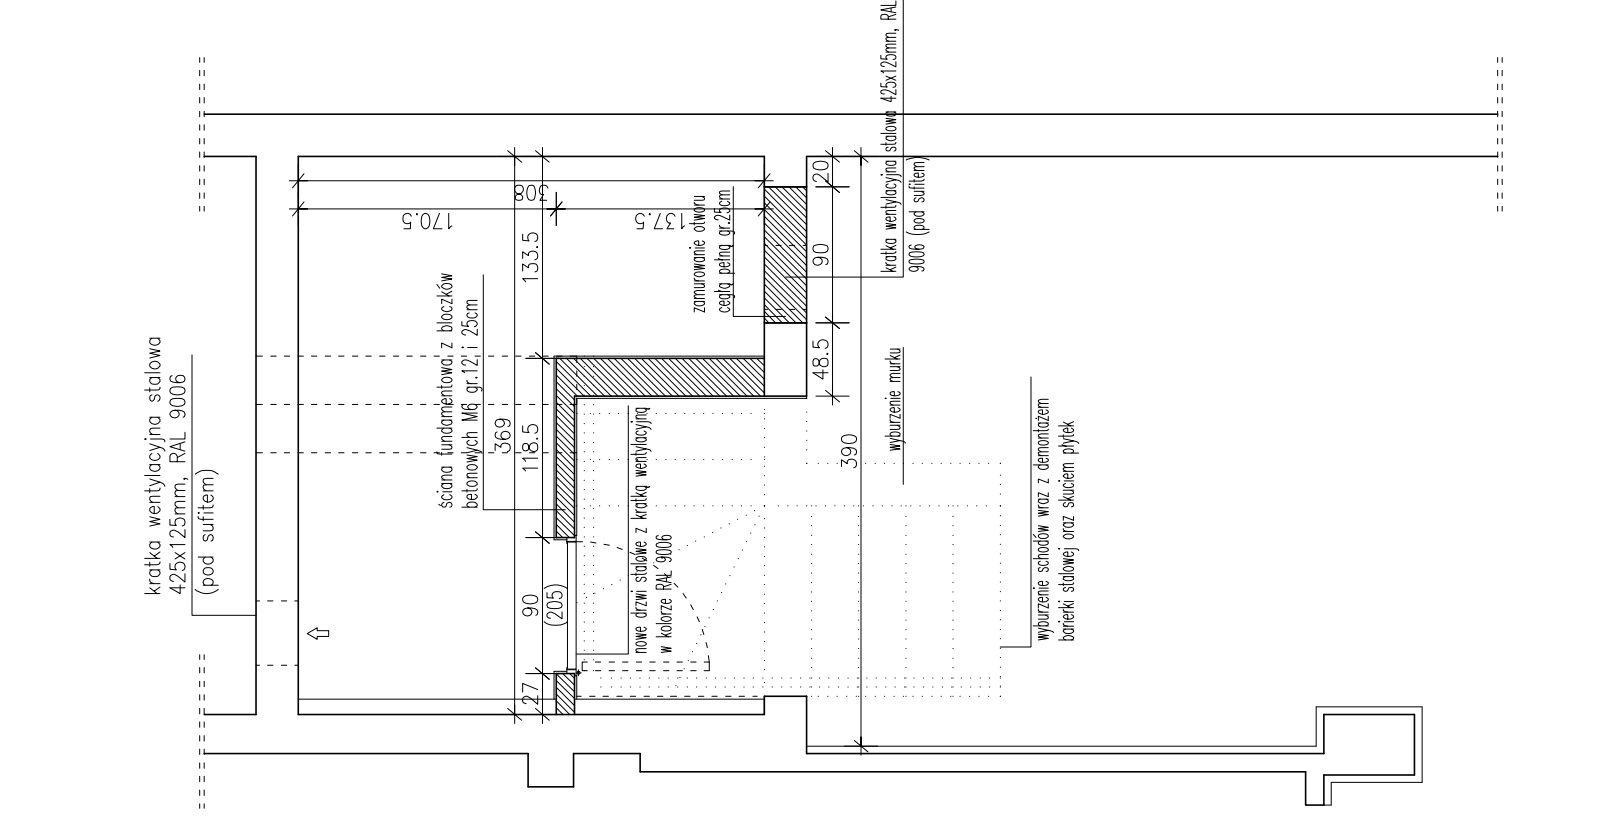 kratka wentylacyjna stalowa
425x125mm, RAL 9006
(pod sufitem)
ściana fundamentowa z bloczków
betonowych M6 gr.12 i 25cm
308
170.5
137.5
133.5
369
118.5
90
(205)
27
nowe drzwi stalowe z kratką wentylacyjną
w kolorze RAL 9006
zamurowanie otworu
cegłą pełną gr.25cm
20
90
48.5
390
kratka wentylacyjna stalowa 425x125mm, RAL
9006 (pod sufitem)
wyburzenie murku
wyburzenie schodów wraz z demontażem
barierki stalowej oraz skuciem płytek